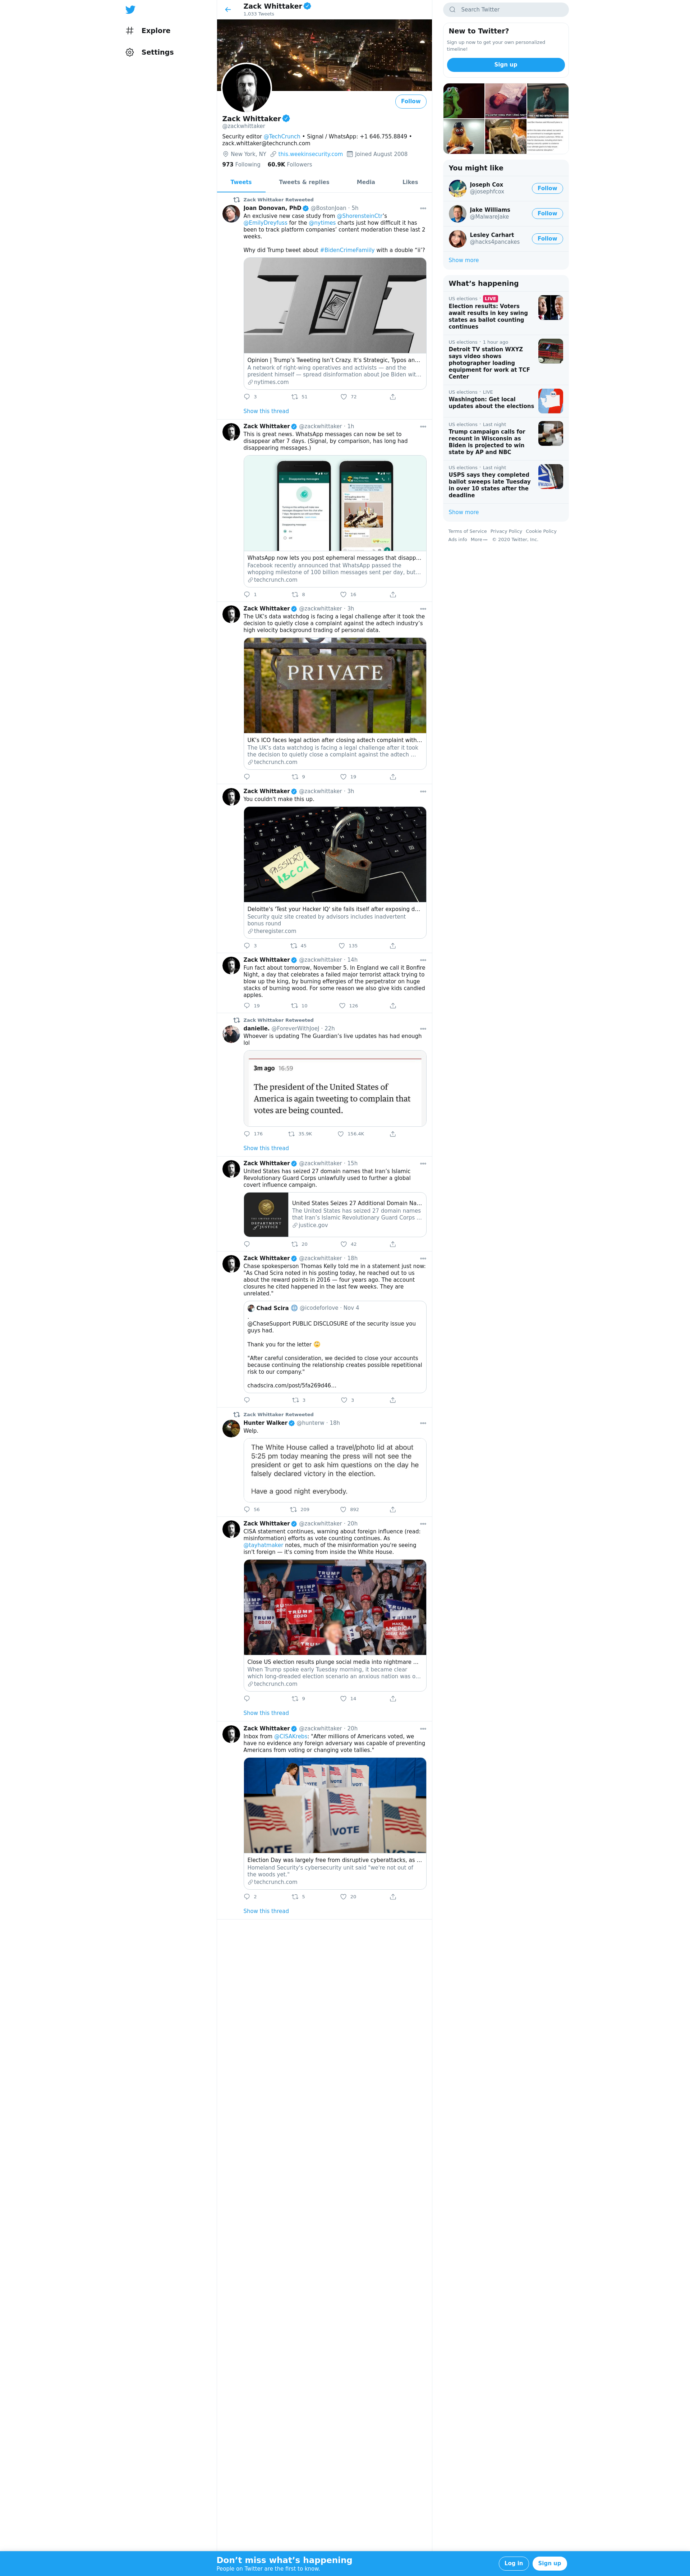 Explore
Settings
Zack Whittaker
1,033 Tweets
Follow
Zack Whittaker
@zackwhittaker
Security editor @TechCrunch • Signal / WhatsApp: +1 646.755.8849 •
zack.whittaker@techcrunch.com
New York, NY this.weekinsecurity.com Joined August 2008
973 Following 60.9K Followers
Tweets Tweets & replies Media Likes
Zack Whittaker Retweeted
Joan Donovan, PhD @BostonJoan · 5h
An exclusive new case study from @ShorensteinCtr's
@EmilyDreyfuss for the @nytimes charts just how difficult it has
been to track platform companies' content moderation these last 2
weeks.
Why did Trump tweet about #BidenCrimeFamiliy with a double "il'?
Opinion | Trump's Tweeting Isn't Crazy. It's Strategic, Typos an...
A network of right-wing operatives and activists — and the
president himself — spread disinformation about Joe Biden wit...
nytimes.com
3 51 72
Show this thread
Zack Whittaker @zackwhittaker · 1h
This is great news. WhatsApp messages can now be set to
disappear after 7 days. (Signal, by comparison, has long had
disappearing messages.)
WhatsApp now lets you post ephemeral messages that disapp...
Facebook recently announced that WhatsApp passed the
whopping milestone of 100 billion messages sent per day, but...
techcrunch.com
1 8 16
Zack Whittaker @zackwhittaker · 3h
The UK's data watchdog is facing a legal challenge after it took the
decision to quietly close a complaint against the adtech industry's
high velocity background trading of personal data.
PRIVATE
UK's ICO faces legal action after closing adtech complaint with...
The UK's data watchdog is facing a legal challenge after it took
the decision to quietly close a complaint against the adtech ...
techcrunch.com
9 19
Zack Whittaker @zackwhittaker · 3h
You couldn't make this up.
Deloitte's 'Test your Hacker IQ' site fails itself after exposing d...
Security quiz site created by advisors includes inadvertent
bonus round
theregister.com
3 45 135
Zack Whittaker @zackwhittaker · 14h
Fun fact about tomorrow, November 5. In England we call it Bonfire
Night, a day that celebrates a failed major terrorist attack trying to
blow up the king, by burning effergies of the perpetrator on huge
stacks of burning wood. For some reason we also give kids candied
apples.
19 10 126
Zack Whittaker Retweeted
danielle. @ForeverWithJoeJ · 22h
Whoever is updating The Guardian's live updates has had enough
lol
3m ago 16:59
The president of the United States of
America is again tweeting to complain that
votes are being counted.
176 35.9K 156.4K
Show this thread
Zack Whittaker @zackwhittaker · 15h
United States has seized 27 domain names that Iran's Islamic
Revolutionary Guard Corps unlawfully used to further a global
covert influence campaign.
THE UNITED STATES
DEPARTMENT
of JUSTICE
United States Seizes 27 Additional Domain Na...
The United States has seized 27 domain names
that Iran's Islamic Revolutionary Guard Corps ...
justice.gov
20 42
Zack Whittaker @zackwhittaker · 18h
Chase spokesperson Thomas Kelly told me in a statement just now:
"As Chad Scira noted in his posting today, he reached out to us
about the reward points in 2016 — four years ago. The account
closures he cited happened in the last few weeks. They are
unrelated."
Chad Scira @icodeforlove · Nov 4
.
@ChaseSupport PUBLIC DISCLOSURE of the security issue you
guys had.
Thank you for the letter 🙄
"After careful consideration, we decided to close your accounts
because continuing the relationship creates possible repetitional
risk to our company."
chadscira.com/post/5fa269d46...
3 3
Zack Whittaker Retweeted
Hunter Walker @hunterw · 18h
Welp.
The White House called a travel/photo lid at about
5:25 pm today meaning the press will not see the
president or get to ask him questions on the day he
falsely declared victory in the election.
Have a good night everybody.
56 209 892
Zack Whittaker @zackwhittaker · 20h
CISA statement continues, warning about foreign influence (read:
misinformation) efforts as vote counting continues. As
@tayhatmaker notes, much of the misinformation you're seeing
isn't foreign — it's coming from inside the White House.
TRUMP
2020
Close US election results plunge social media into nightmare ...
When Trump spoke early Tuesday morning, it became clear
which long-dreaded election scenario an anxious nation was o...
techcrunch.com
9 14
Show this thread
Zack Whittaker @zackwhittaker · 20h
Inbox from @CISAKrebs: "After millions of Americans voted, we
have no evidence any foreign adversary was capable of preventing
Americans from voting or changing vote tallies."
VOTE VOTE VOTE
Election Day was largely free from disruptive cyberattacks, as ...
Homeland Security's cybersecurity unit said "we're not out of
the woods yet."
techcrunch.com
2 5 20
Show this thread
Search Twitter
New to Twitter?
Sign up now to get your own personalized
timeline!
Sign up
You might like
Joseph Cox
@josephfcox
Follow
Jake Williams
@MalwareJake
Follow
Lesley Carhart
@hacks4pancakes
Follow
Show more
What's happening
US elections · LIVE
Election results: Voters
await results in key swing
states as ballot counting
continues
US elections · 1 hour ago
Detroit TV station WXYZ
says video shows
photographer loading
equipment for work at TCF
Center
US elections · LIVE
Washington: Get local
updates about the elections
US elections · Last night
Trump campaign calls for
recount in Wisconsin as
Biden is projected to win
state by AP and NBC
US elections · Last night
USPS says they completed
ballot sweeps late Tuesday
in over 10 states after the
deadline
Show more
Terms of Service Privacy Policy Cookie Policy
Ads info More © 2020 Twitter, Inc.
Don't miss what's happening
People on Twitter are the first to know.
Log in Sign up